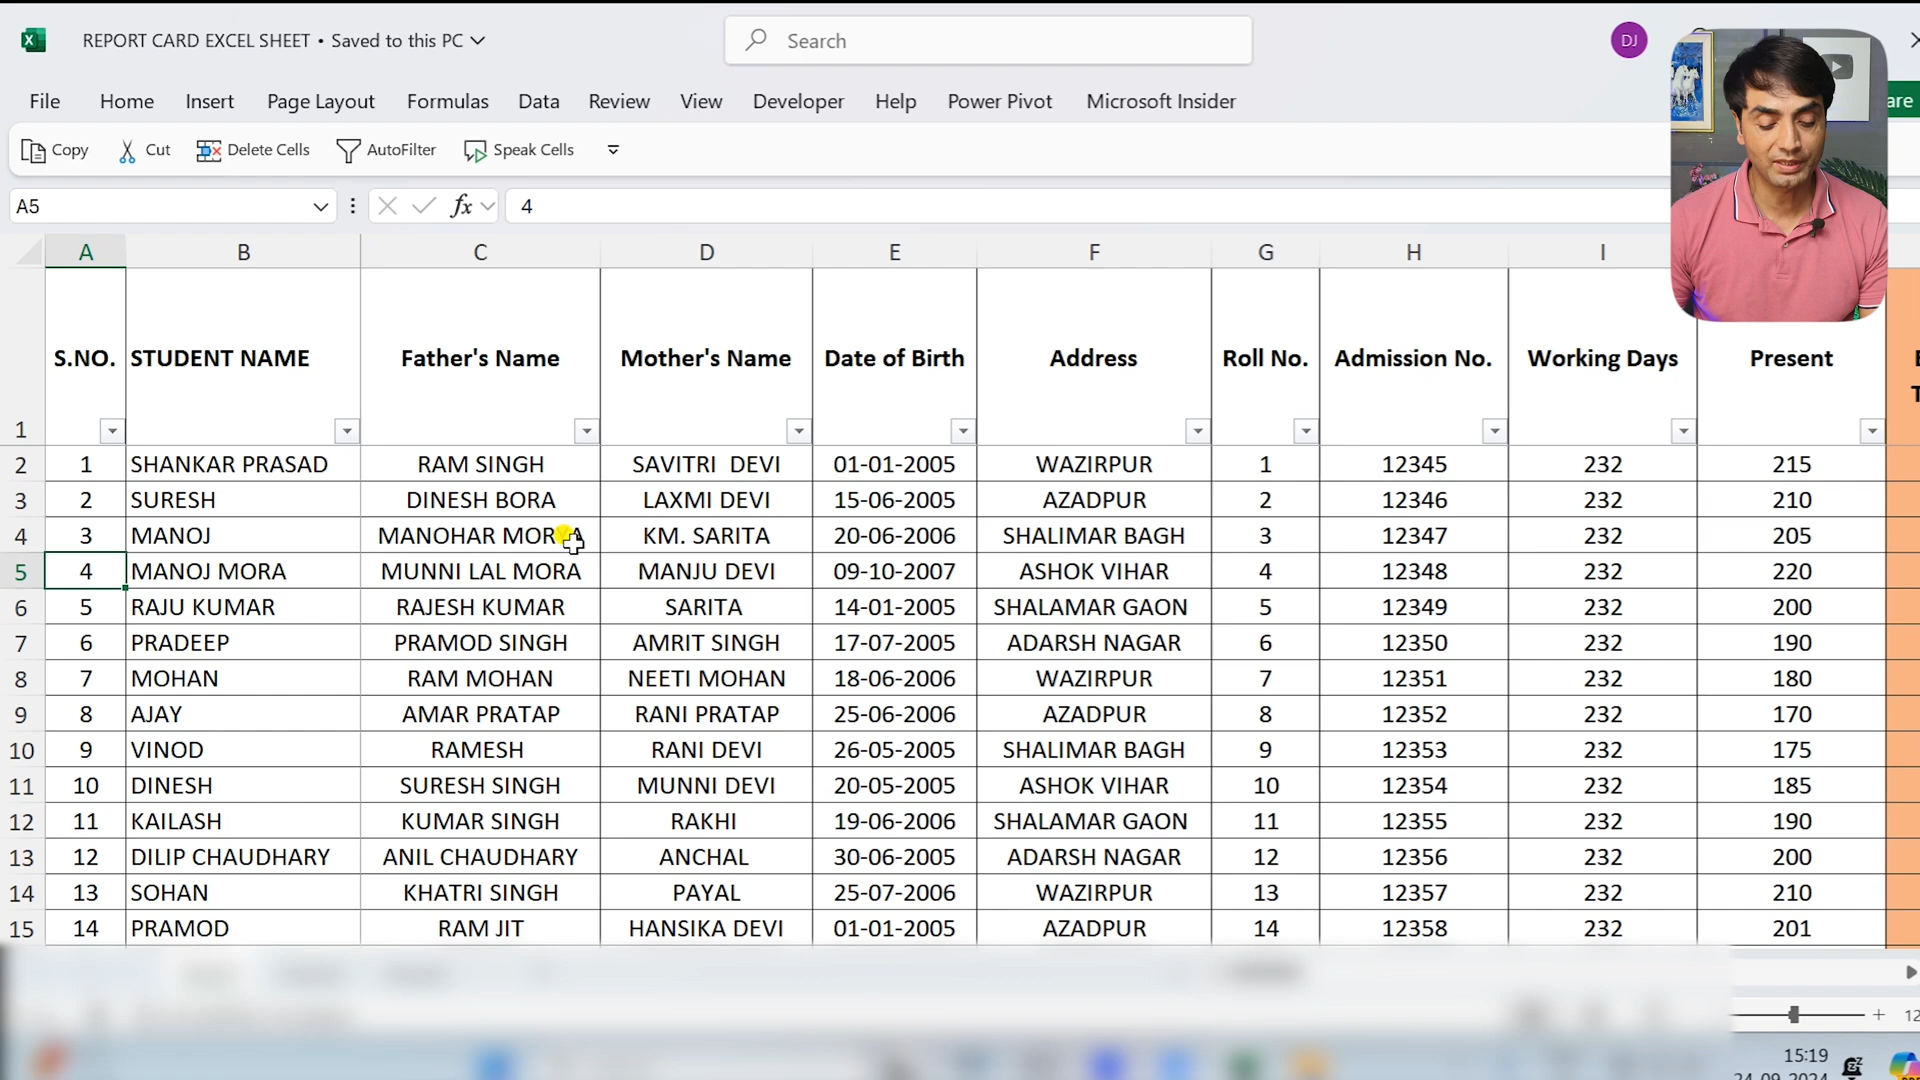 REPORT CARD EXCEL SHEET • Saved to this PC
Search
DJ
File Home Insert Page Layout Formulas Data Review View Developer Help Power Pivot Microsoft Insider are
Copy Cut Delete Cells AutoFilter Speak Cells
A5 fx 4
A B C D E F G H I
1 S.NO. STUDENT NAME Father's Name Mother's Name Date of Birth Address Roll No. Admission No. Working Days Present
2 1 SHANKAR PRASAD RAM SINGH SAVITRI DEVI 01-01-2005 WAZIRPUR 1 12345 232 215
3 2 SURESH DINESH BORA LAXMI DEVI 15-06-2005 AZADPUR 2 12346 232 210
4 3 MANOJ MANOHAR KM. SARITA 20-06-2006 SHALIMAR BAGH 3 12347 232 205
5 4 MANOJ MORA MUNNI LAL MORA MANJU DEVI 09-10-2007 ASHOK VIHAR 4 12348 232 220
6 5 RAJU KUMAR RAJESH KUMAR SARITA 14-01-2005 SHALAMAR GAON 5 12349 232 200
7 6 PRADEEP PRAMOD SINGH AMRIT SINGH 17-07-2005 ADARSH NAGAR 6 12350 232 190
8 7 MOHAN RAM MOHAN NEETI MOHAN 18-06-2006 WAZIRPUR 7 12351 232 180
9 8 AJAY AMAR PRATAP RANI PRATAP 25-06-2006 AZADPUR 8 12352 232 170
10 9 VINOD RAMESH RANI DEVI 26-05-2005 SHALIMAR BAGH 9 12353 232 175
11 10 DINESH SURESH SINGH MUNNI DEVI 20-05-2005 ASHOK VIHAR 10 12354 232 185
12 11 KAILASH KUMAR SINGH RAKHI 19-06-2006 SHALAMAR GAON 11 12355 232 190
13 12 DILIP CHAUDHARY ANIL CHAUDHARY ANCHAL 30-06-2005 ADARSH NAGAR 12 12356 232 200
14 13 SOHAN KHATRI SINGH PAYAL 25-07-2006 WAZIRPUR 13 12357 232 210
15 14 PRAMOD RAM JIT HANSIKA DEVI 01-01-2005 AZADPUR 14 12358 232 201
15:19
24-09-2024